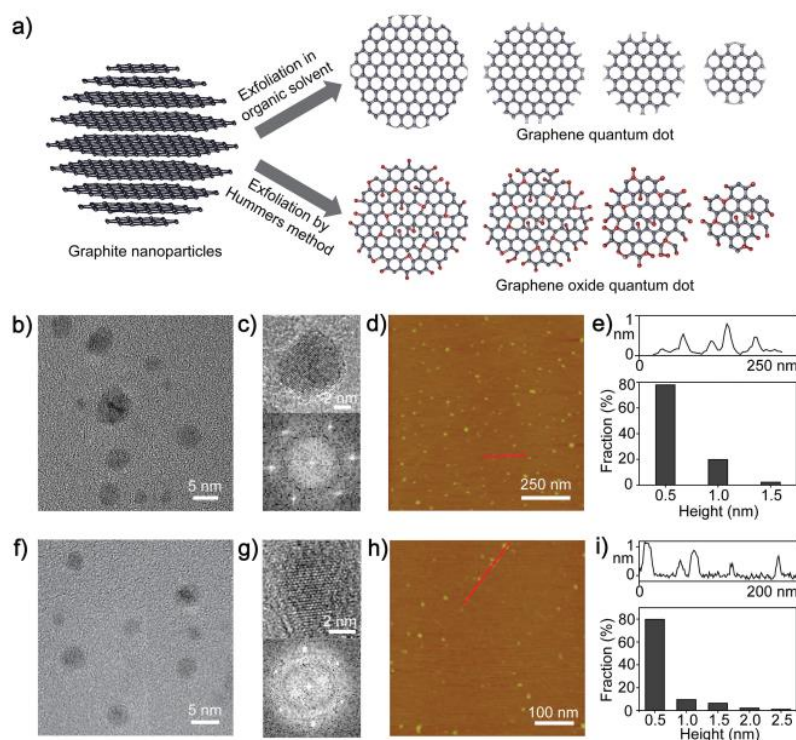 a)
Exfoliation in
organic solvent
Graphene quantum dot
Exfoliation by
Hummers method
Graphite nanoparticles
Graphene oxide quantum dot
b)
5 nm
c)
2 nm
d)
250 nm
e)
1
nm
0
0 250 nm
Fraction (%)
80
60
40
20
0
0.5 1.0 1.5
Height (nm)
f)
5 nm
g)
2 nm
h)
100 nm
i)
1
nm
0
0 200 nm
Fraction (%)
80
60
40
20
0
0.5 1.0 1.5 2.0 2.5
Height (nm)